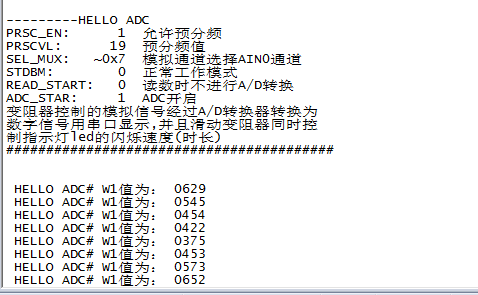 ---------HELLO ADC
PRSC_EN: 1 允许预分频
PRSCVL: 19 预分频值
SEL_MUX: ~0x7 模拟通道选择AIN0通道
STDBM: 0 正常工作模式
READ_START: 0 读数时不进行A/D转换
ADC_STAR: 1 ADC开启
变阻器控制的模拟信号经过A/D转换器转换为
数字信号用串口显示,并且滑动变阻器同时控
制指示灯led的闪烁速度(时长)
#########################################
HELLO ADC# W1值为: 0629
HELLO ADC# W1值为: 0545
HELLO ADC# W1值为: 0454
HELLO ADC# W1值为: 0422
HELLO ADC# W1值为: 0375
HELLO ADC# W1值为: 0453
HELLO ADC# W1值为: 0573
HELLO ADC# W1值为: 0652